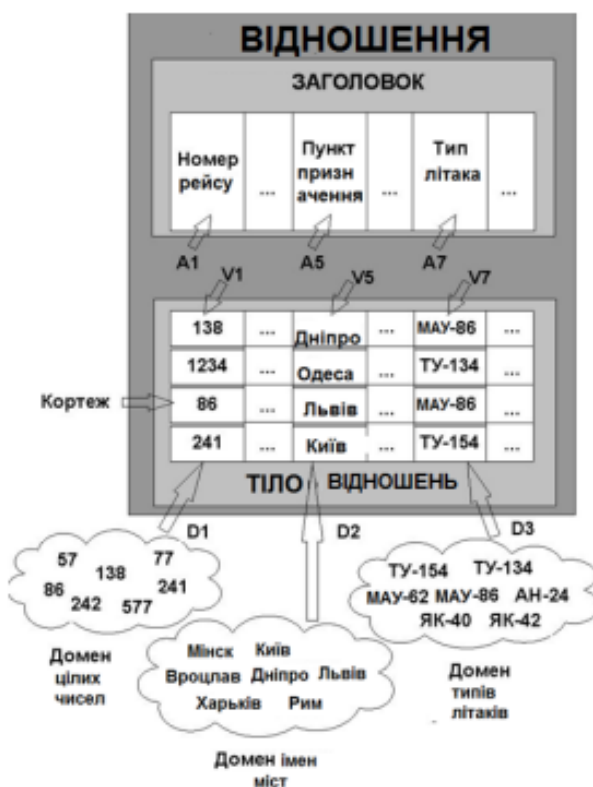 ВІДНОШЕННЯ
ЗАГОЛОВОК
Номер рейсу ... Пункт призн ачення ... Тип літака ...
A1 A5 A7
V1 V5 V7
138 ... Дніпро ... МАУ-86 ...
1234 ... Одеса ... ТУ-134 ...
Кортеж 86 ... Львів ... МАУ-86 ...
241 ... Київ ... ТУ-154 ...
ТІЛО ВІДНОШЕНЬ
D1 D2 D3
57 77
138
86 241
242 577
ТУ-154 ТУ-134
МАУ-62 МАУ-86 АН-24
ЯК-40 ЯК-42
Домен
цілих
чисел
Мінск Київ
Вроцлав Дніпро Львів
Харьків Рим
Домен
типів
літаків
Домен імен
міст